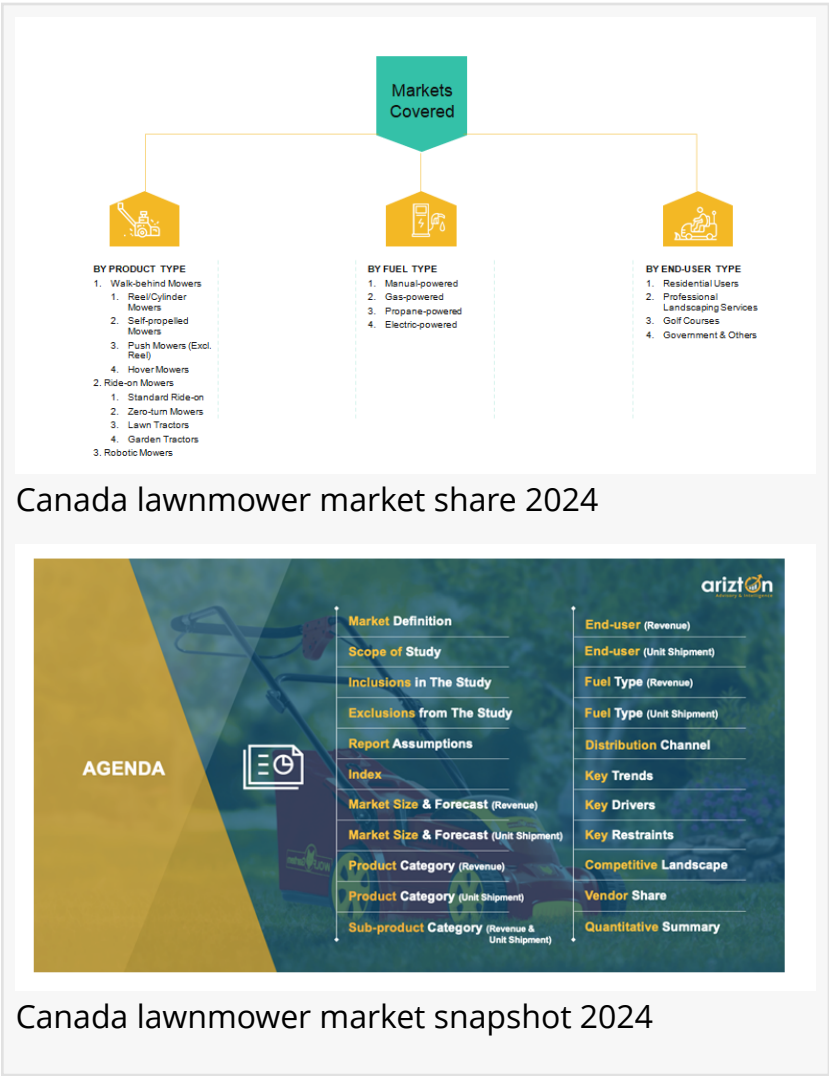 Markets
Covered
BY PRODUCT TYPE
1. Walk-behind Mowers
1. Reel/Cylinder
Mowers
2. Self-propelled
Mowers
3. Push Mowers (Excl.
Reel)
4. Hover Mowers
2. Ride-on Mowers
1. Standard Ride-on
2. Zero-turn Mowers
3. Lawn Tractors
4. Garden Tractors
3. Robotic Mowers
BY FUEL TYPE
1. Manual-powered
2. Gas-powered
3. Propane-powered
4. Electric-powered
BY END-USER TYPE
1. Residential Users
2. Professional
Landscaping Services
3. Golf Courses
4. Government & Others
Canada lawnmower market share 2024
arizton
advisory & intelligence
AGENDA
Market Definition
Scope of Study
Inclusions in The Study
Exclusions from The Study
Report Assumptions
Index
Market Size & Forecast (Revenue)
Market Size & Forecast (Unit Shipment)
Product Category (Revenue)
Product Category (Unit Shipment)
Sub-product Category (Revenue &
Unit Shipment)
End-user (Revenue)
End-user (Unit Shipment)
Fuel Type (Revenue)
Fuel Type (Unit Shipment)
Distribution Channel
Key Trends
Key Drivers
Key Restraints
Competitive Landscape
Vendor Share
Quantitative Summary
Canada lawnmower market snapshot 2024